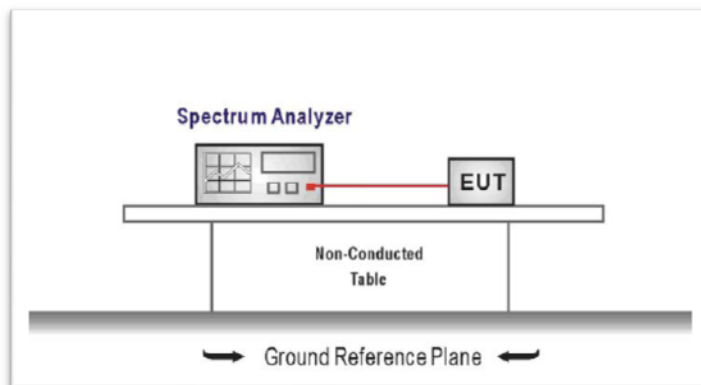 Spectrum Analyzer
EUT
Non-Conducted
Table
Ground Reference Plane